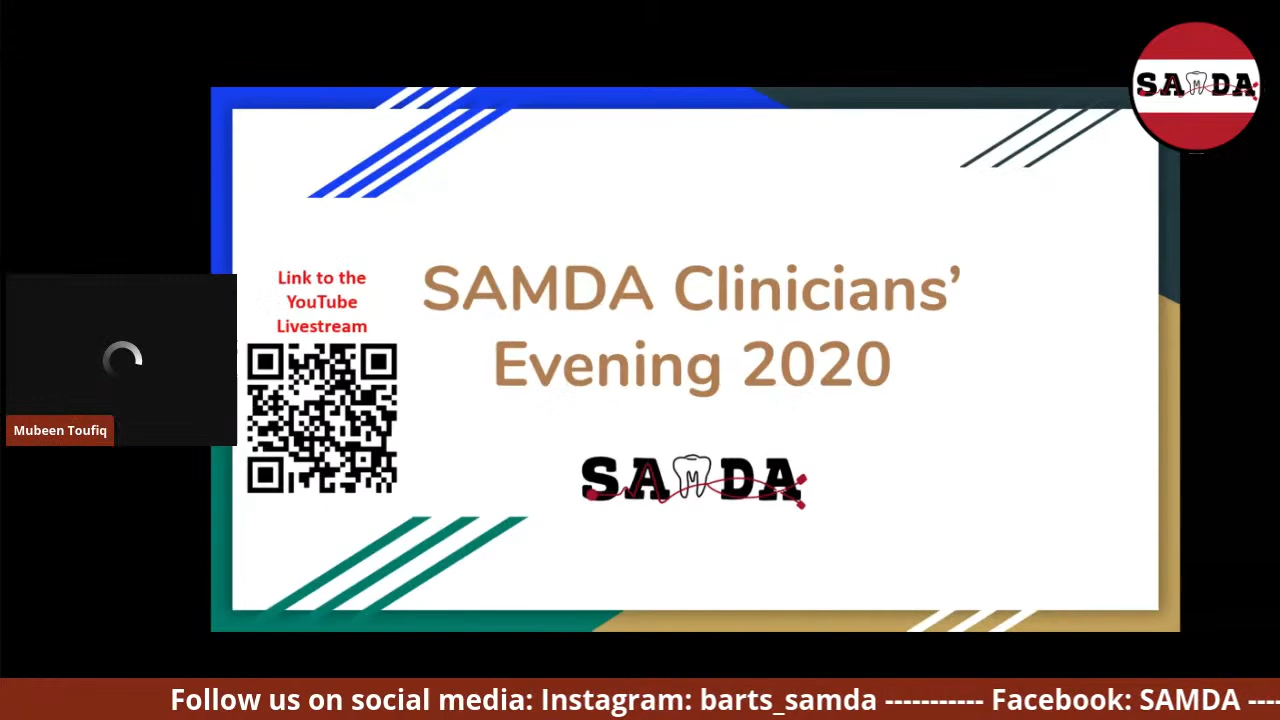 SAMDA
Link to the
YouTube
Livestream
SAMDA Clinicians’
Evening 2020
SAMDA
Mubeen Toufiq
Follow us on social media: Instagram: barts_samda ----------- Facebook: SAMDA ----